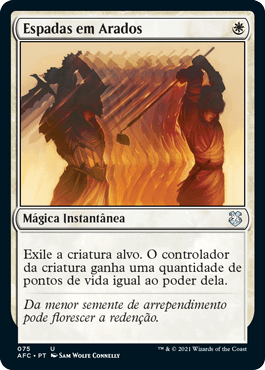 Espadas em Arados
Mágica Instantânea
Exile a criatura alvo. O controlador
da criatura ganha uma quantidade de
pontos de vida igual ao poder dela.
Da menor semente de arrependimento
pode florescer a redenção.
075 U
AFC • PT SAM WOLFE CONNELLY ™ & © 2021 Wizards of the Coast